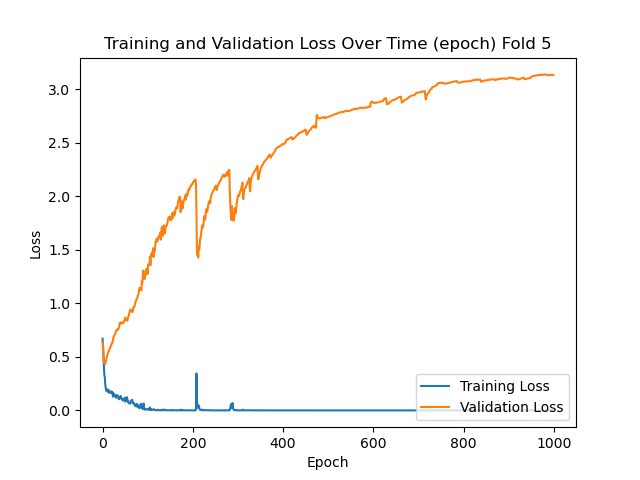 Training and Validation Loss Over Time (epoch) Fold 5
3.0
2.5
2.0
1.5
1.0
0.5
0.0
Loss
Training Loss
Validation Loss
0 200 400 600 800 1000
Epoch